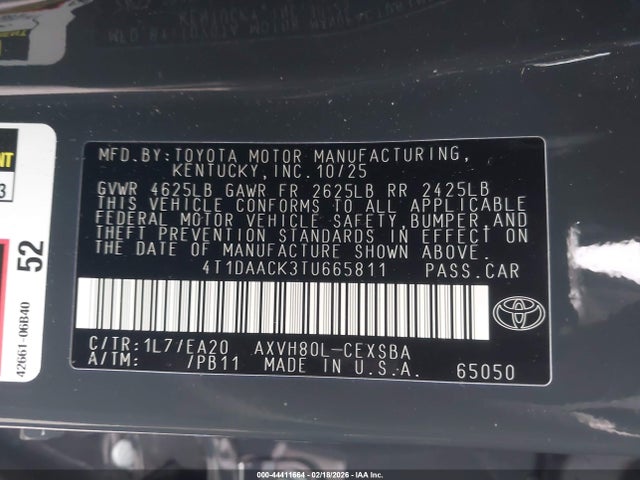 MFD.BY:TOYOTA MOTOR MANUFACTURING,
KENTUCKY,INC.10/25
GVWR 4625LB GAWR FR 2625LB RR 2425LB
THIS VEHICLE CONFORMS TO ALL APPLICABLE
FEDERAL MOTOR VEHICLE SAFETY,BUMPER AND
THEFT PREVENTION STANDARDS IN EFFECT ON
THE DATE OF MANUFACTURE SHOWN ABOVE.
4T1DAACK3TU665811 PASS.CAR
C/TR:1L7/EA20 AXVH80L-CEXSBA
A/TM: /PB11 MADE IN U.S.A. 65050
52
42661-06B40
3
000-44411664 | 02/18/2026 - IAA Inc.